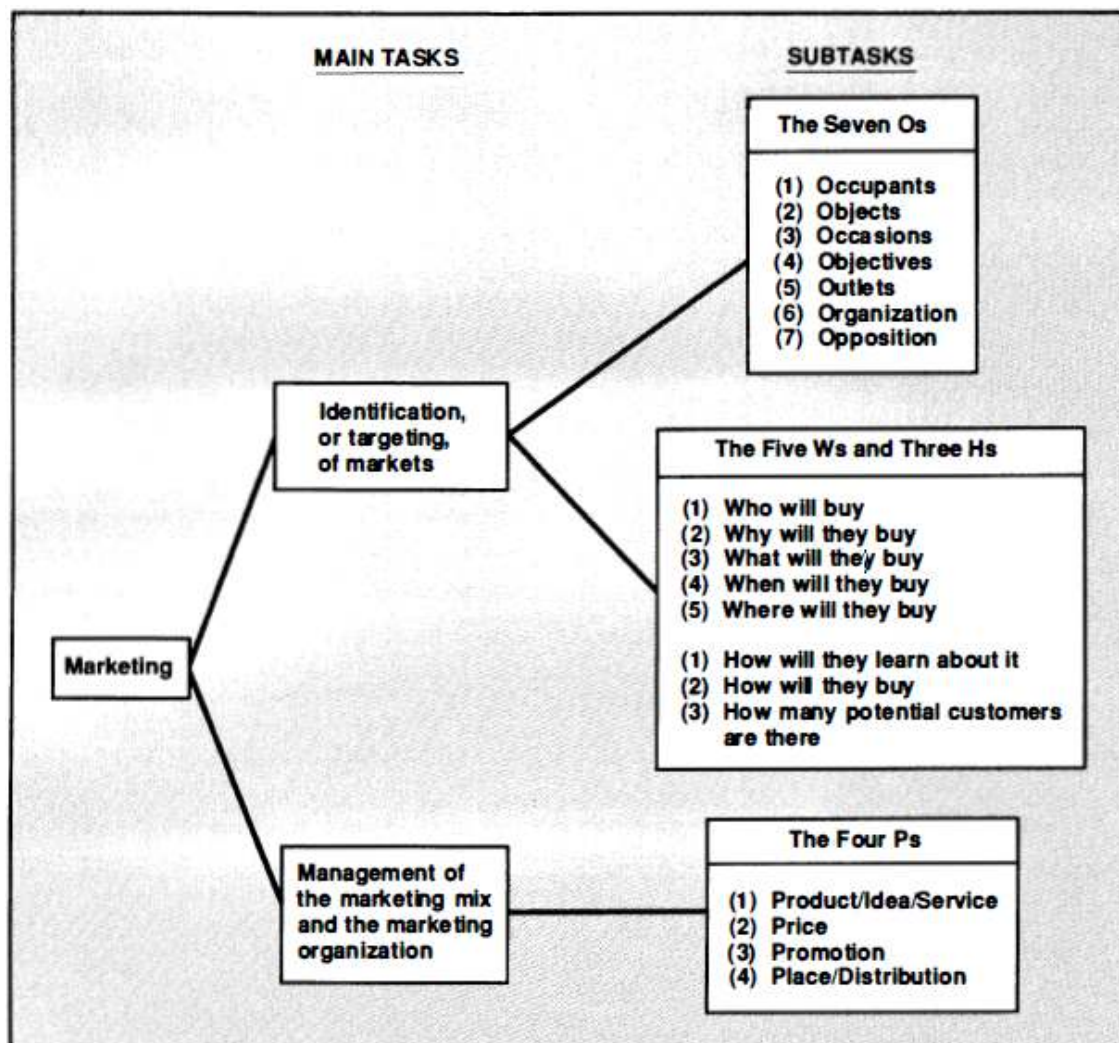 MAIN TASKS
SUBTASKS
The Seven Os
(1) Occupants
(2) Objects
(3) Occasions
(4) Objectives
(5) Outlets
(6) Organization
(7) Opposition
Identification,
or targeting,
of markets
The Five Ws and Three Hs
(1) Who will buy
(2) Why will they buy
(3) What will they buy
(4) When will they buy
(5) Where will they buy
(1) How will they learn about it
(2) How will they buy
(3) How many potential customers
are there
Marketing
Management of
the marketing mix
and the marketing
organization
The Four Ps
(1) Product/Idea/Service
(2) Price
(3) Promotion
(4) Place/Distribution